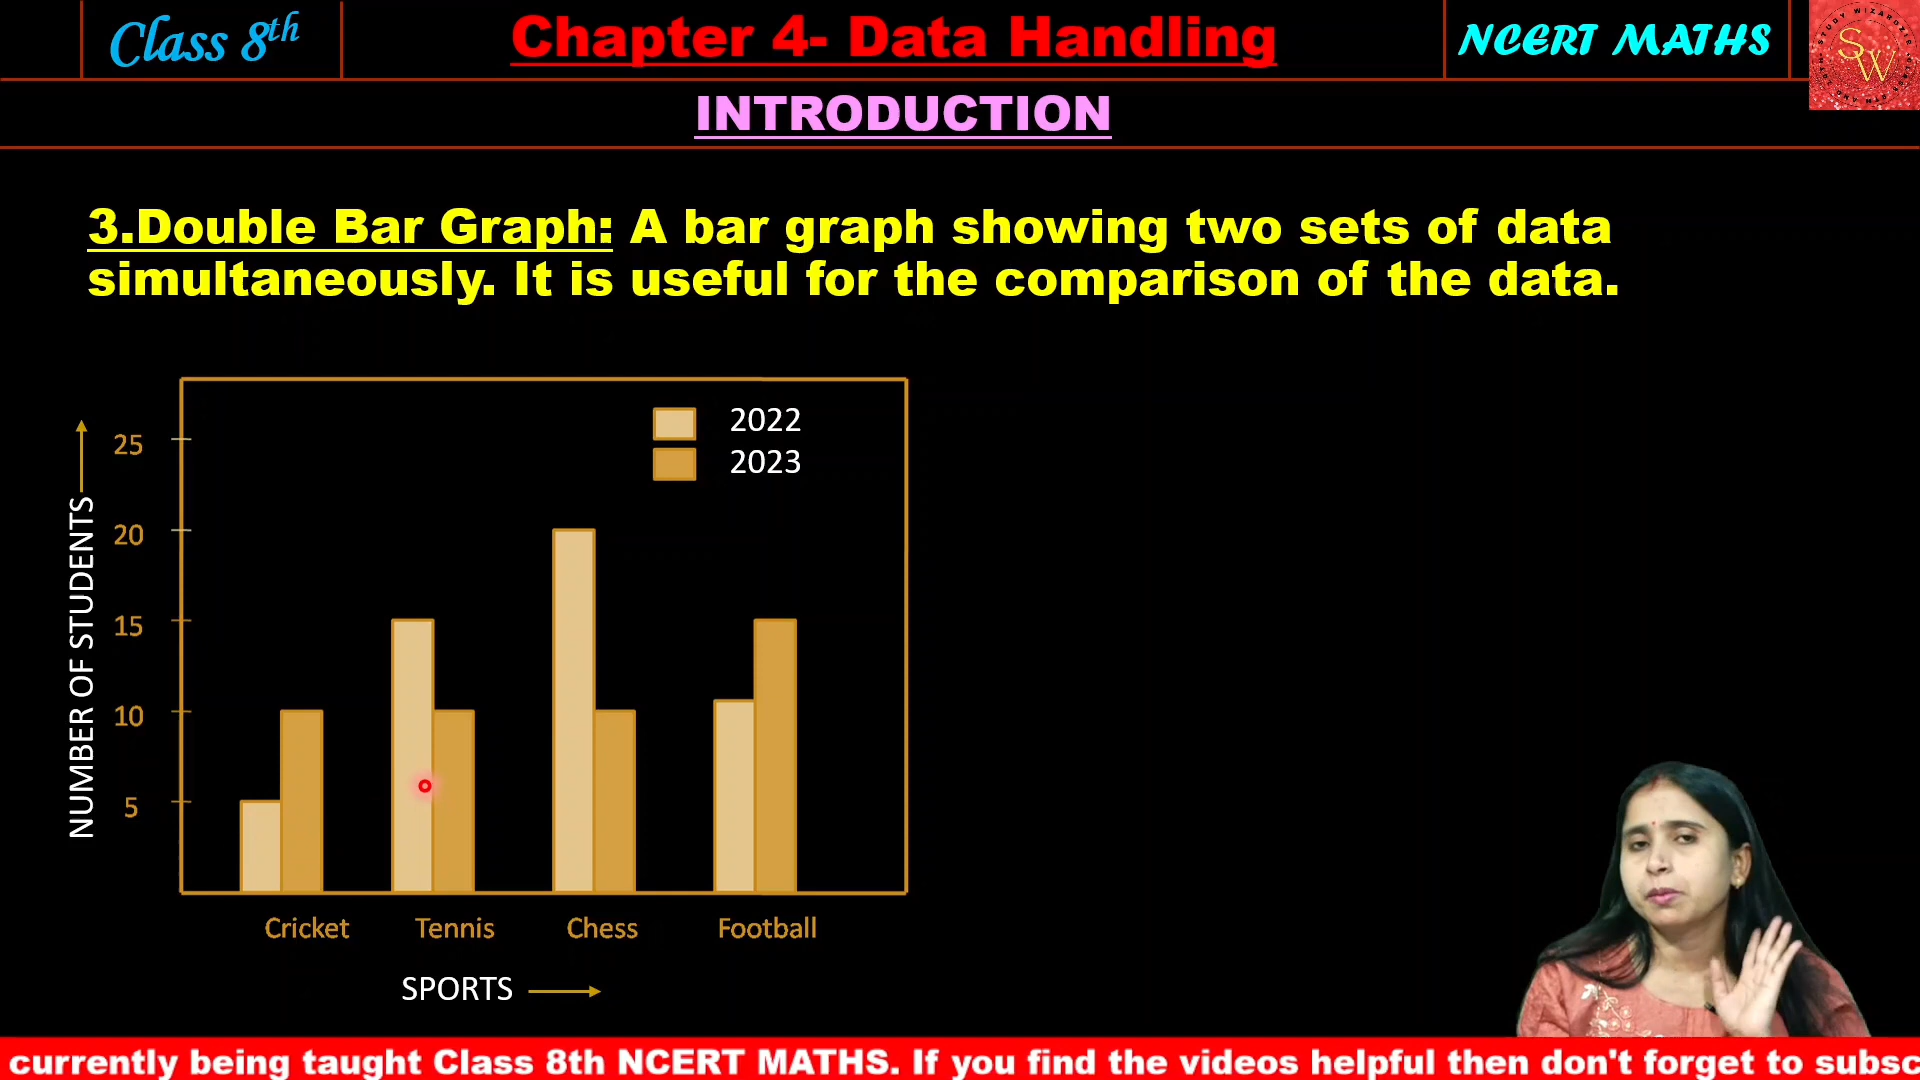 Class 8th
Chapter 4- Data Handling
NCERT MATHS
SW
INTRODUCTION
3.Double Bar Graph: A bar graph showing two sets of data
simultaneously. It is useful for the comparison of the data.
2022
2023
NUMBER OF STUDENTS
25
20
15
10
5
Cricket
Tennis
Chess
Football
SPORTS
currently being taught Class 8th NCERT MATHS. If you find the videos helpful then don't forget to subsc